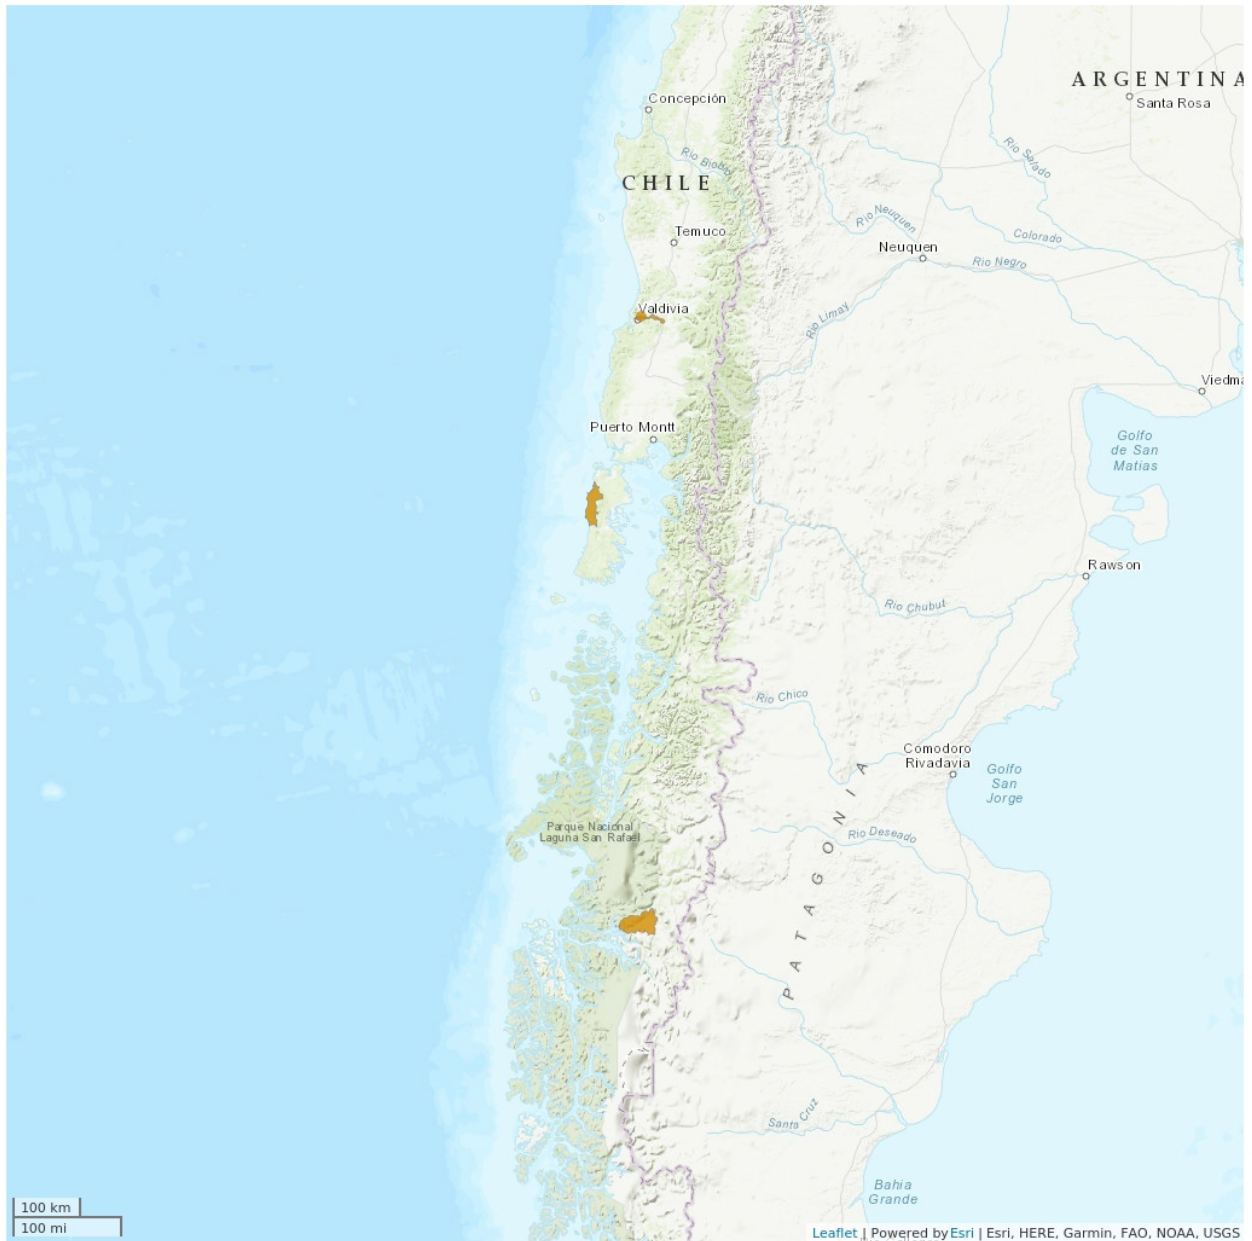 ARGENTINA
Concepción
Santa Rosa
Rio Salado
Rio Biobio
CHILE
Rio Neuquen
Temuco
Colorado
Neuquen
Rio Negro
Valdivia
Rio Limay
Viedma
Puerto Montt
Golfo
de San
Matias
Rawson
Rio Chubut
Rio Chico
Comodoro
Rivadavia
Golfo
San
Jorge
Parque Nacional
Laguna San Rafael
Rio Deseado
PATAGONIA
Santa Cruz
Bahia
Grande
100 km
100 mi
Leaflet | Powered by Esri | Esri, HERE, Garmin, FAO, NOAA, USGS